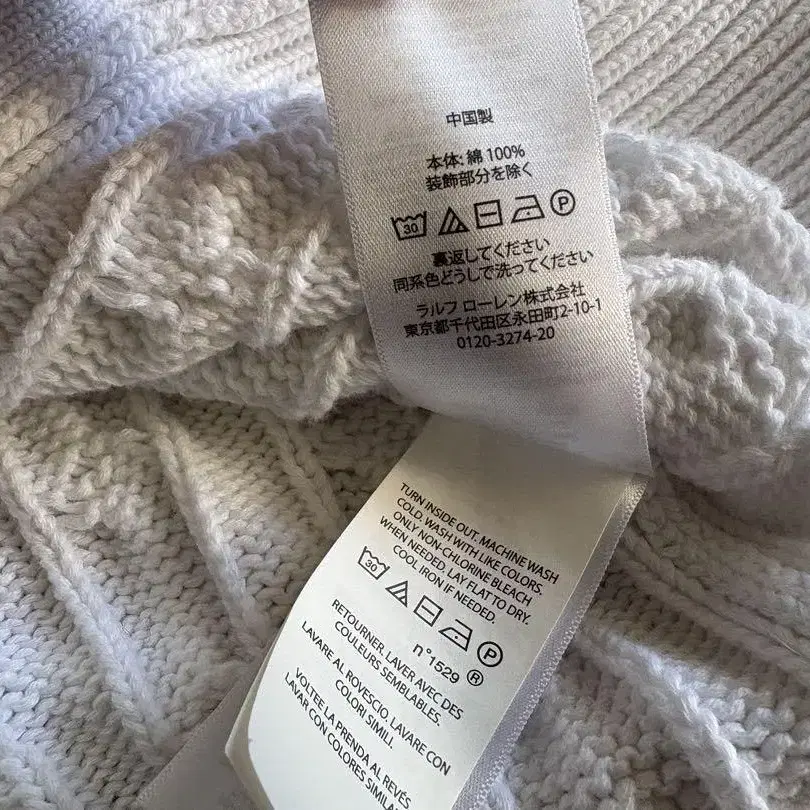 中国製
本体: 綿 100%
装飾部分を除く
30 P
裏返してください
同系色どうしで洗ってください
ラルフ ローレン株式会社
東京都千代田区永田町2-10-1
0120-3274-20
TURN INSIDE OUT. MACHINE WASH
COLD. WASH WITH LIKE COLORS.
ONLY NON-CHLORINE BLEACH
WHEN NEEDED. LAY FLAT TO DRY.
COOL IRON IF NEEDED.
30 P
n°1529 ®
RETOURNER. LAVER AVEC DES
COULEURS SEMBLABLES.
LAVARE AL ROVESCIO. LAVARE CON
COLORI SIMILI.
VOLTEE LA PRENDA AL REVÉS
LAVAR CON COLORES SIMILA